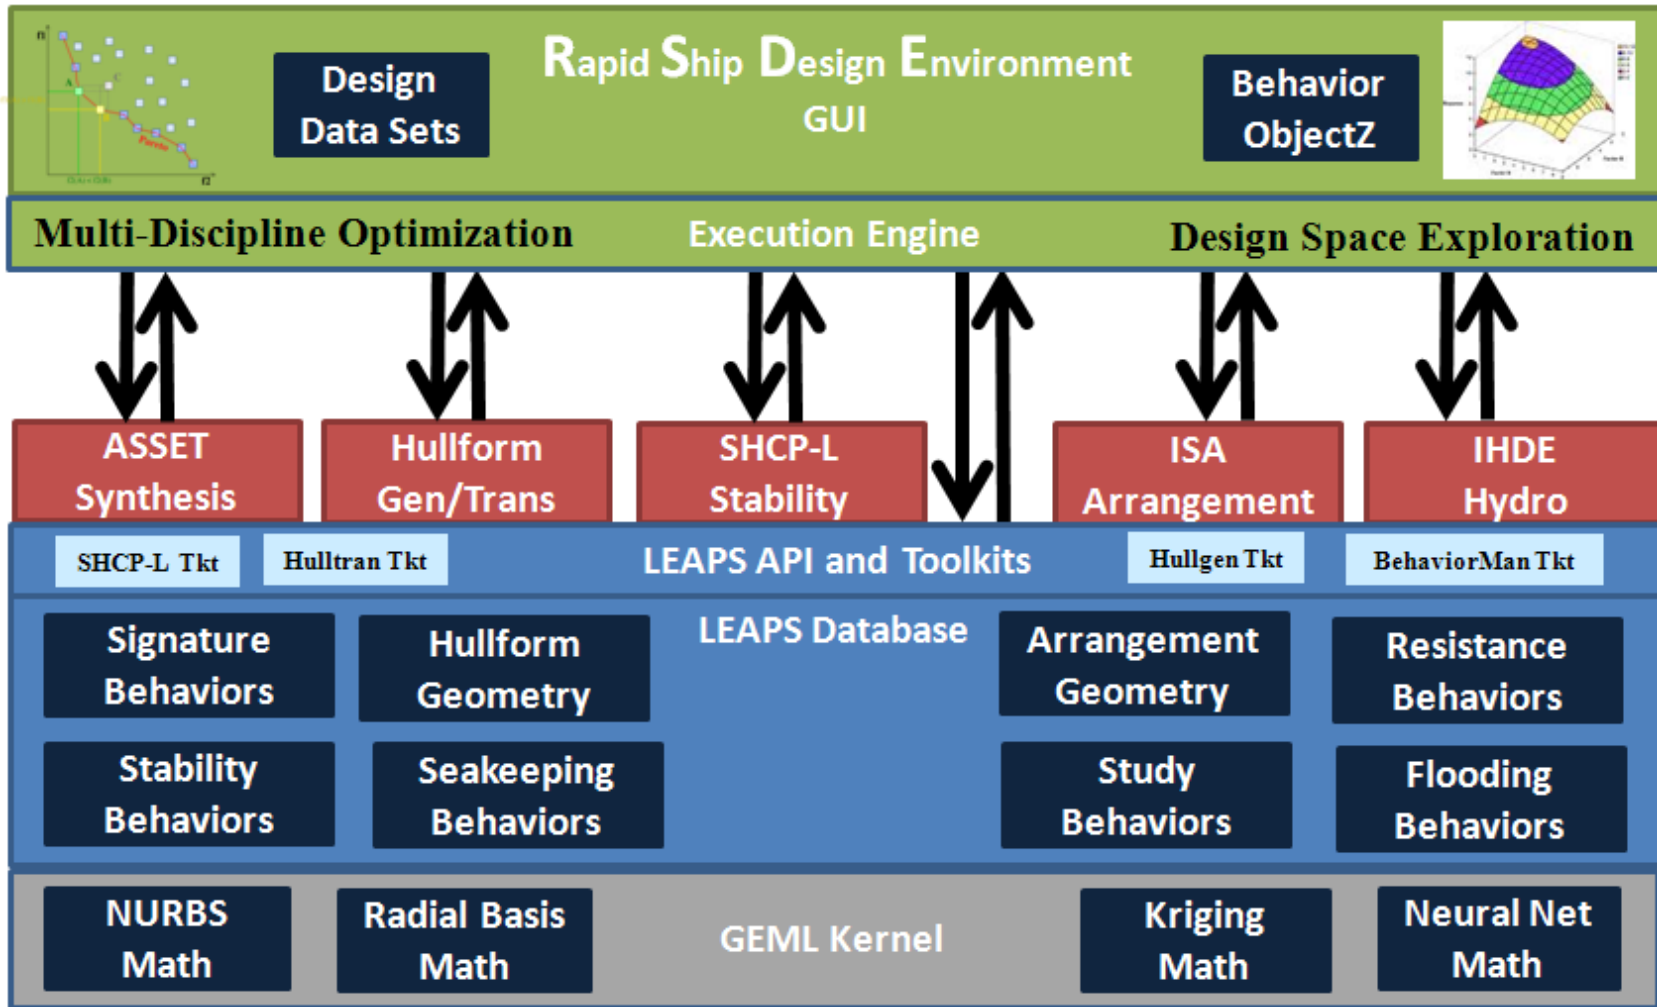 Rapid Ship Design Environment
GUI
Design
Data Sets
Behavior
ObjectZ
f1
A
C
Pareto
f2
Multi-Discipline Optimization
Execution Engine
Design Space Exploration
ASSET
Synthesis
Hullform
Gen/Trans
SHCP-L
Stability
ISA
Arrangement
IHDE
Hydro
SHCP-L Tkt
Hulltran Tkt
LEAPS API and Toolkits
Hullgen Tkt
BehaviorMan Tkt
LEAPS Database
Signature
Behaviors
Hullform
Geometry
Arrangement
Geometry
Resistance
Behaviors
Stability
Behaviors
Seakeeping
Behaviors
Study
Behaviors
Flooding
Behaviors
NURBS
Math
Radial Basis
Math
GEML Kernel
Kriging
Math
Neural Net
Math